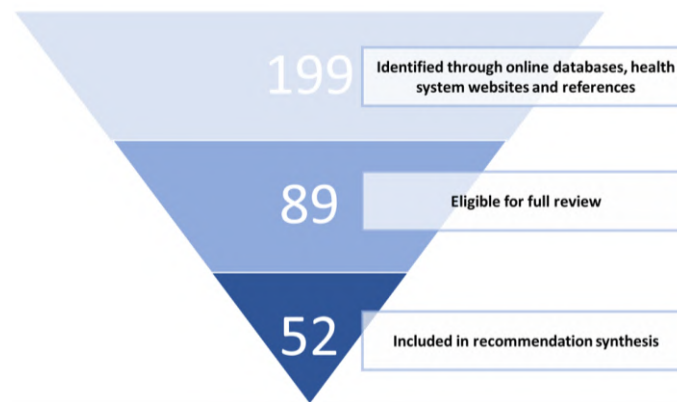 199
Identified through online databases, health
system websites and references
89
Eligible for full review
52
Included in recommendation synthesis